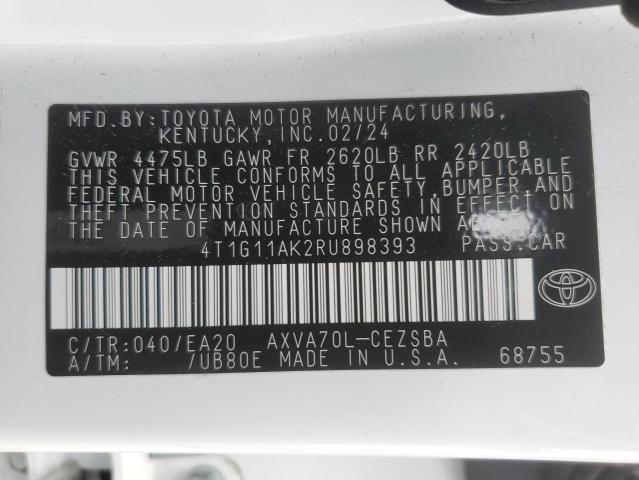 MFD.BY:TOYOTA MOTOR MANUFACTURING,
KENTUCKY,INC.02/24
GVWR 4475LB GAWR FR 2620LB RR 2420LB
THIS VEHICLE CONFORMS TO ALL APPLICABLE
FEDERAL MOTOR VEHICLE SAFETY,BUMPER,AND
THEFT PREVENTION STANDARDS IN EFFECT ON
THE DATE OF MANUFACTURE SHOWN
4T1G11AK2RU898393 PASS.CAR
C/TR:040/EA20 AXVA70L-CEZSBA
A/TM: /UB80E MADE IN U.S.A. 68755